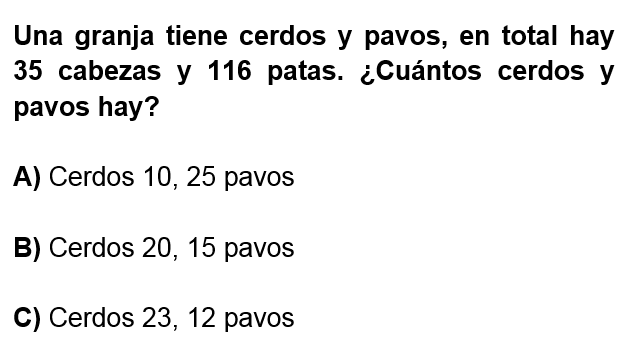 Una granja tiene cerdos y pavos, en total hay
35 cabezas y 116 patas. ¿Cuántos cerdos y
pavos hay?
A) Cerdos 10, 25 pavos
B) Cerdos 20, 15 pavos
C) Cerdos 23, 12 pavos